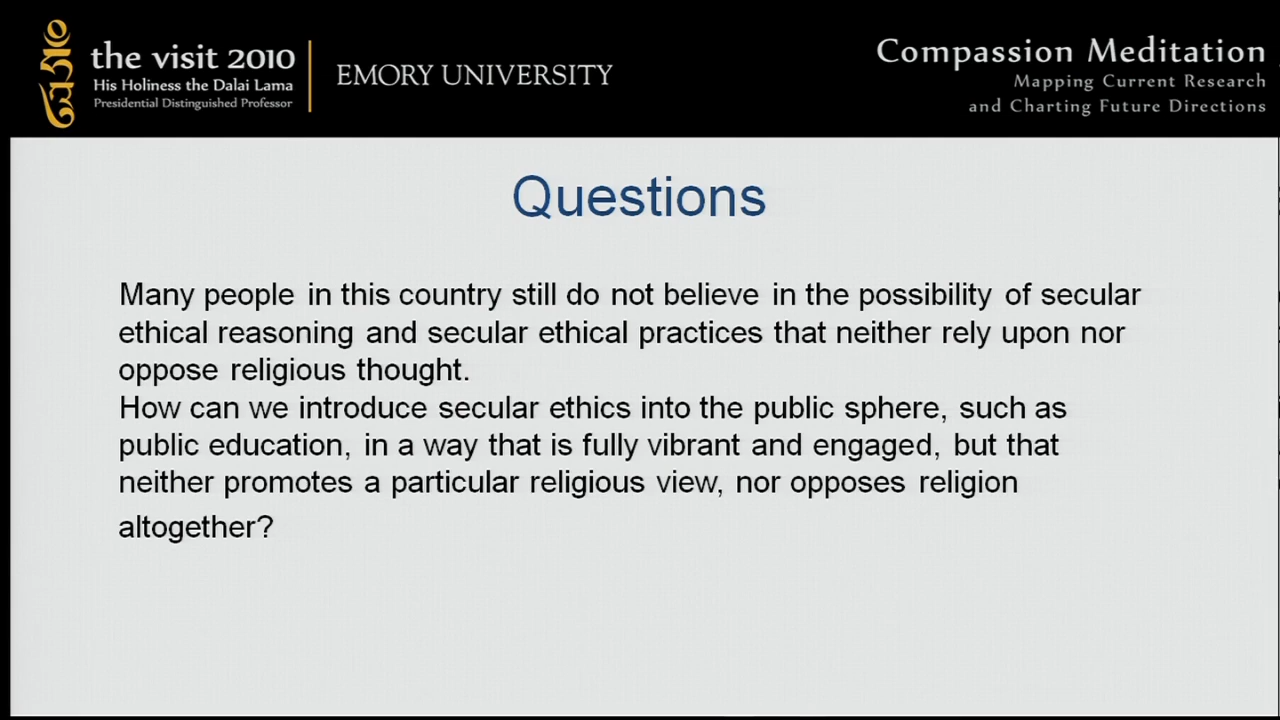 the visit 2010
His Holiness the Dalai Lama
Presidential Distinguished Professor
EMORY UNIVERSITY
Compassion Meditation
Mapping Current Research
and Charting Future Directions
Questions
Many people in this country still do not believe in the possibility of secular
ethical reasoning and secular ethical practices that neither rely upon nor
oppose religious thought.
How can we introduce secular ethics into the public sphere, such as
public education, in a way that is fully vibrant and engaged, but that
neither promotes a particular religious view, nor opposes religion
altogether?